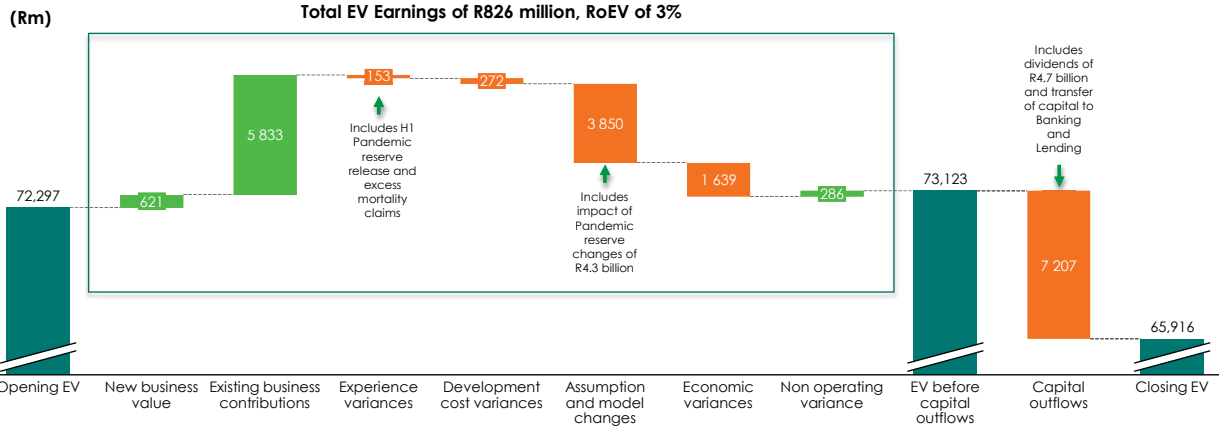 Total EV Earnings of R826 million, RoEV of 3%
(Rm)
72,297
621
5 833
153
Includes H1
Pandemic
reserve
release and
excess
mortality
claims
272
3 850
Includes
impact of
Pandemic
reserve
changes of
R4.3 billion
1 639
286
73,123
Includes
dividends of
R4.7 billion
and transfer
of capital to
Banking
and
Lending
7 207
65,916
Opening EV
New business
value
Existing business
contributions
Experience
variances
Development
cost variances
Assumption
and model
changes
Economic
variances
Non operating
variance
EV before
capital
outflows
Capital
outflows
Closing EV